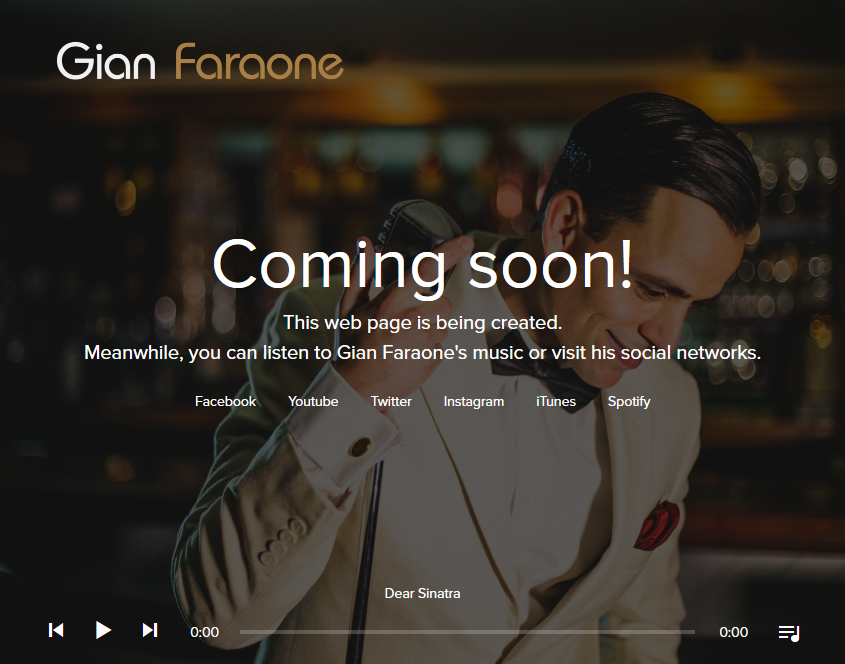 Gian Faraone
Coming soon!
This web page is being created.
Meanwhile, you can listen to Gian Faraone's music or visit his social networks.
Facebook Youtube Twitter Instagram iTunes Spotify
Dear Sinatra
0:00 0:00